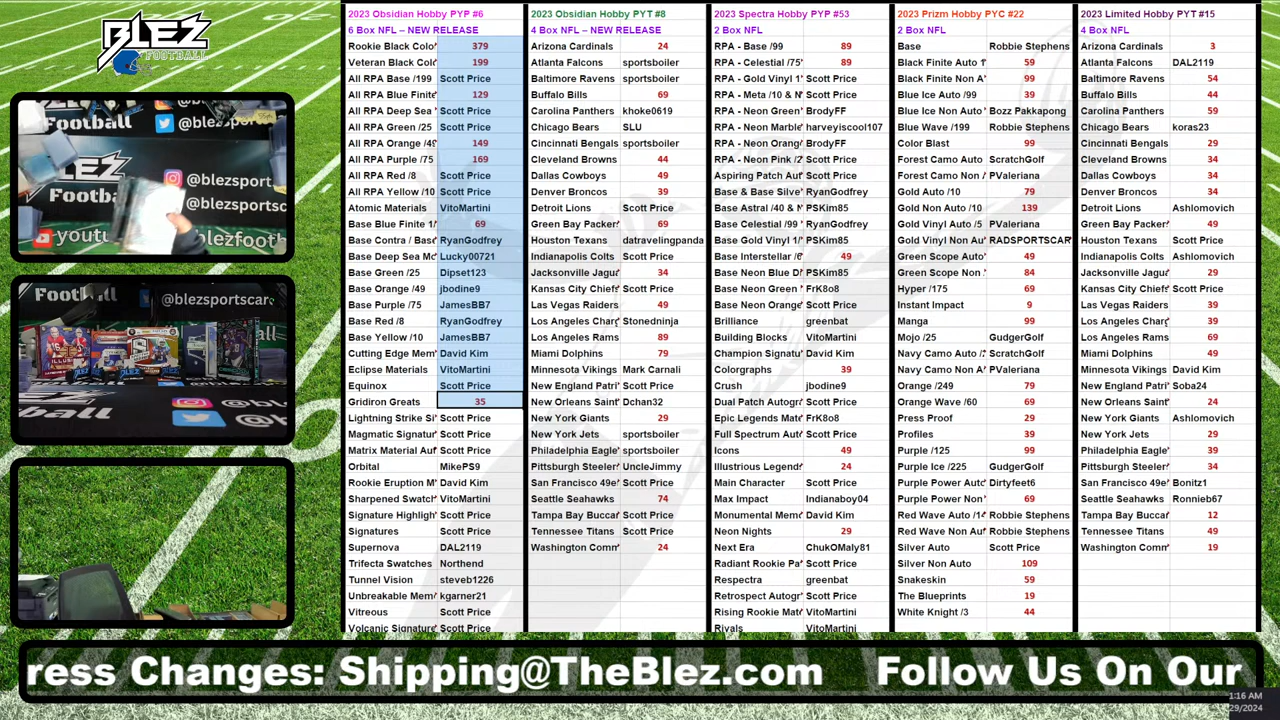 BLEZ
FOOTBALL
2023 Obsidian Hobby PYP #6
6 Box NFL – NEW RELEASE
Rookie Black Colo 379
Veteran Black Col 199
All RPA Base /199 Scott Price
All RPA Blue Finite 129
All RPA Deep Sea Scott Price
All RPA Green /25 Scott Price
All RPA Orange /49 149
All RPA Purple /75 169
All RPA Red /8 Scott Price
All RPA Yellow /10 Scott Price
Atomic Materials VitoMartini
Base Blue Finite 1/ 69
Base Contra / Base RyanGodfrey
Base Deep Sea Mo Lucky00721
Base Green /25 Dipset123
Base Orange /49 jbodine
Base Purple /75 JamesBB7
Base Red /8 RyanGodfrey
Base Yellow /10 JamesBB7
Cutting Edge Mem David Kim
Eclipse Materials VitoMartini
Equinox Scott Price
Gridiron Greats 35
Lightning Strike Si Scott Price
Magmatic Signatur Scott Price
Matrix Material Aut Scott Price
Orbital MikePS9
Rookie Eruption M David Kim
Sharpened Swatch VitoMartini
Signature Highligh Scott Price
Signatures Scott Price
Supernova DAL2119
Trifecta Swatches Northend
Tunnel Vision steveb1226
Unbreakable Mem kgarner21
Vitreous Scott Price
Volcanic Signature Scott Price
2023 Obsidian Hobby PYT #8
4 Box NFL – NEW RELEASE
Arizona Cardinals 24
Atlanta Falcons sportsboiler
Baltimore Ravens sportsboiler
Buffalo Bills 69
Carolina Panthers khoke0619
Chicago Bears SLU
Cincinnati Bengals sportsboiler
Cleveland Browns 44
Dallas Cowboys 49
Denver Broncos 39
Detroit Lions Scott Price
Green Bay Packer 69
Houston Texans datravelingpanda
Indianapolis Colts Scott Price
Jacksonville Jagua 34
Kansas City Chiefs Scott Price
Las Vegas Raiders 49
Los Angeles Charg Stonedninja
Los Angeles Rams 89
Miami Dolphins 79
Minnesota Vikings Mark Carnali
New England Patri Scott Price
New Orleans Saint Dchan32
New York Giants 29
New York Jets sportsboiler
Philadelphia Eagle sportsboiler
Pittsburgh Steeler UncleJimmy
San Francisco 49e Scott Price
Seattle Seahawks 74
Tampa Bay Buccan Scott Price
Tennessee Titans Scott Price
Washington Comm 24
2023 Spectra Hobby PYP #53
2 Box NFL
RPA - Base /99 89
RPA - Celestial /75 89
RPA - Gold Vinyl 1 Scott Price
RPA - Meta /10 & N Scott Price
RPA - Neon Green BrodyFF
RPA - Neon Marble harveyiscool107
RPA - Neon Orang BrodyFF
RPA - Neon Pink /2 Scott Price
Aspiring Patch Aut Scott Price
Base & Base Silve RyanGodfrey
Base Astral /40 & N PSKim85
Base Celestial /99 RyanGodfrey
Base Gold Vinyl 1/ PSKim85
Base Interstellar /6 49
Base Neon Blue D PSKim85
Base Neon Green FrK8o8
Base Neon Orange Scott Price
Brilliance greenbat
Building Blocks VitoMartini
Champion Signatu David Kim
Colorgraphs 39
Crush jbodine9
Dual Patch Autogr Scott Price
Epic Legends Mate FrK8o8
Full Spectrum Aut Scott Price
Icons 49
Illustrious Legend 24
Main Character Scott Price
Max Impact Indianaboy04
Monumental Memo David Kim
Neon Nights 29
Next Era ChukOMaly81
Radiant Rookie Pa Scott Price
Respectra greenbat
Retrospect Autogr Scott Price
Rising Rookie Mat VitoMartini
Rivals VitoMartini
2023 Prizm Hobby PYC #22
2 Box NFL
Base Robbie Stephens
Black Finite Auto 1 59
Black Finite Non A 99
Blue Ice Auto /99 39
Blue Ice Non Auto Bozz Pakkapong
Blue Wave /199 Robbie Stephens
Color Blast 99
Forest Camo Auto ScratchGolf
Forest Camo Non A PValeriana
Gold Auto /10 79
Gold Non Auto /10 139
Gold Vinyl Auto /5 PValeriana
Gold Vinyl Non Au RADSPORTSCAR
Green Scope Auto 49
Green Scope Non 84
Hyper /175 69
Instant Impact 9
Manga 99
Mojo /25 GudgerGolf
Navy Camo Auto /2 ScratchGolf
Navy Camo Non A PValeriana
Orange /249 79
Orange Wave /60 69
Press Proof 29
Profiles 39
Purple /125 99
Purple Ice /225 GudgerGolf
Purple Power Auto Dirtyfeet6
Purple Power Non 69
Red Wave Auto /14 Robbie Stephens
Red Wave Non Aut Robbie Stephens
Silver Auto Scott Price
Silver Non Auto 109
Snakeskin 59
The Blueprints 19
White Knight /3 44
2023 Limited Hobby PYT #15
4 Box NFL
Arizona Cardinals 3
Atlanta Falcons DAL2119
Baltimore Ravens 54
Buffalo Bills 44
Carolina Panthers 59
Chicago Bears koras23
Cincinnati Bengals 29
Cleveland Browns 34
Dallas Cowboys 34
Denver Broncos 34
Detroit Lions Ashlomovich
Green Bay Packer 49
Houston Texans Scott Price
Indianapolis Colts Ashlomovich
Jacksonville Jagua 29
Kansas City Chiefs Scott Price
Las Vegas Raiders 39
Los Angeles Charg 39
Los Angeles Rams 69
Miami Dolphins 49
Minnesota Vikings David Kim
New England Patri Soba24
New Orleans Saint 24
New York Giants Ashlomovich
New York Jets 29
Philadelphia Eagle 39
Pittsburgh Steeler 34
San Francisco 49e Bonitz1
Seattle Seahawks Ronnieb67
Tampa Bay Buccan 12
Tennessee Titans 49
Washington Comm 19
Football
@blezs
@blez
BLEZ
Footba
@blezsport
@blezsports
youtu
blezfooth
Football
@blezsportscar
ress Changes: Shipping@TheBlez.com Follow Us On Our
1:16 AM
/29/2024